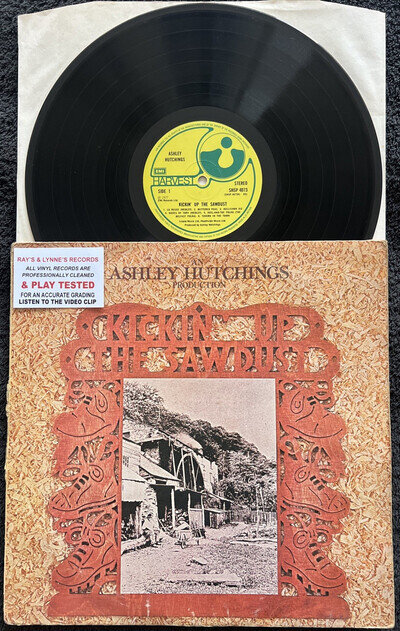 EMI
HARVEST
ASHLEY
HUTCHINGS
SIDE 1
STEREO
SHSP 4073
KICKIN' UP THE SAWDUST
RAY'S & LYNNE'S RECORDS
ALL VINYL RECORDS ARE
PROFESSIONALLY CLEANED
& PLAY TESTED
FOR AN ACCURATE GRADING
LISTEN TO THE VIDEO CLIP
AN
ASHLEY HUTCHINGS
PRODUCTION
KICKIN' UP
THE SAWDUST